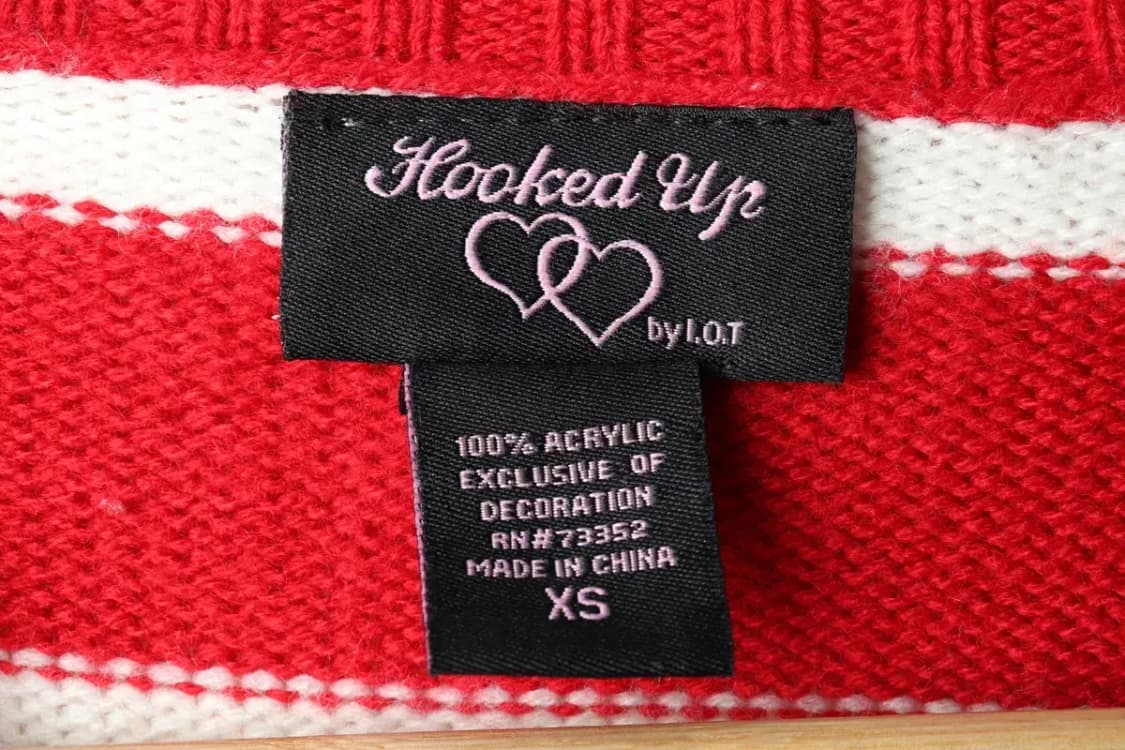 Hooked Up
by I.O.T
100% ACRYLIC
EXCLUSIVE OF
DECORATION
RN#73352
MADE IN CHINA
XS